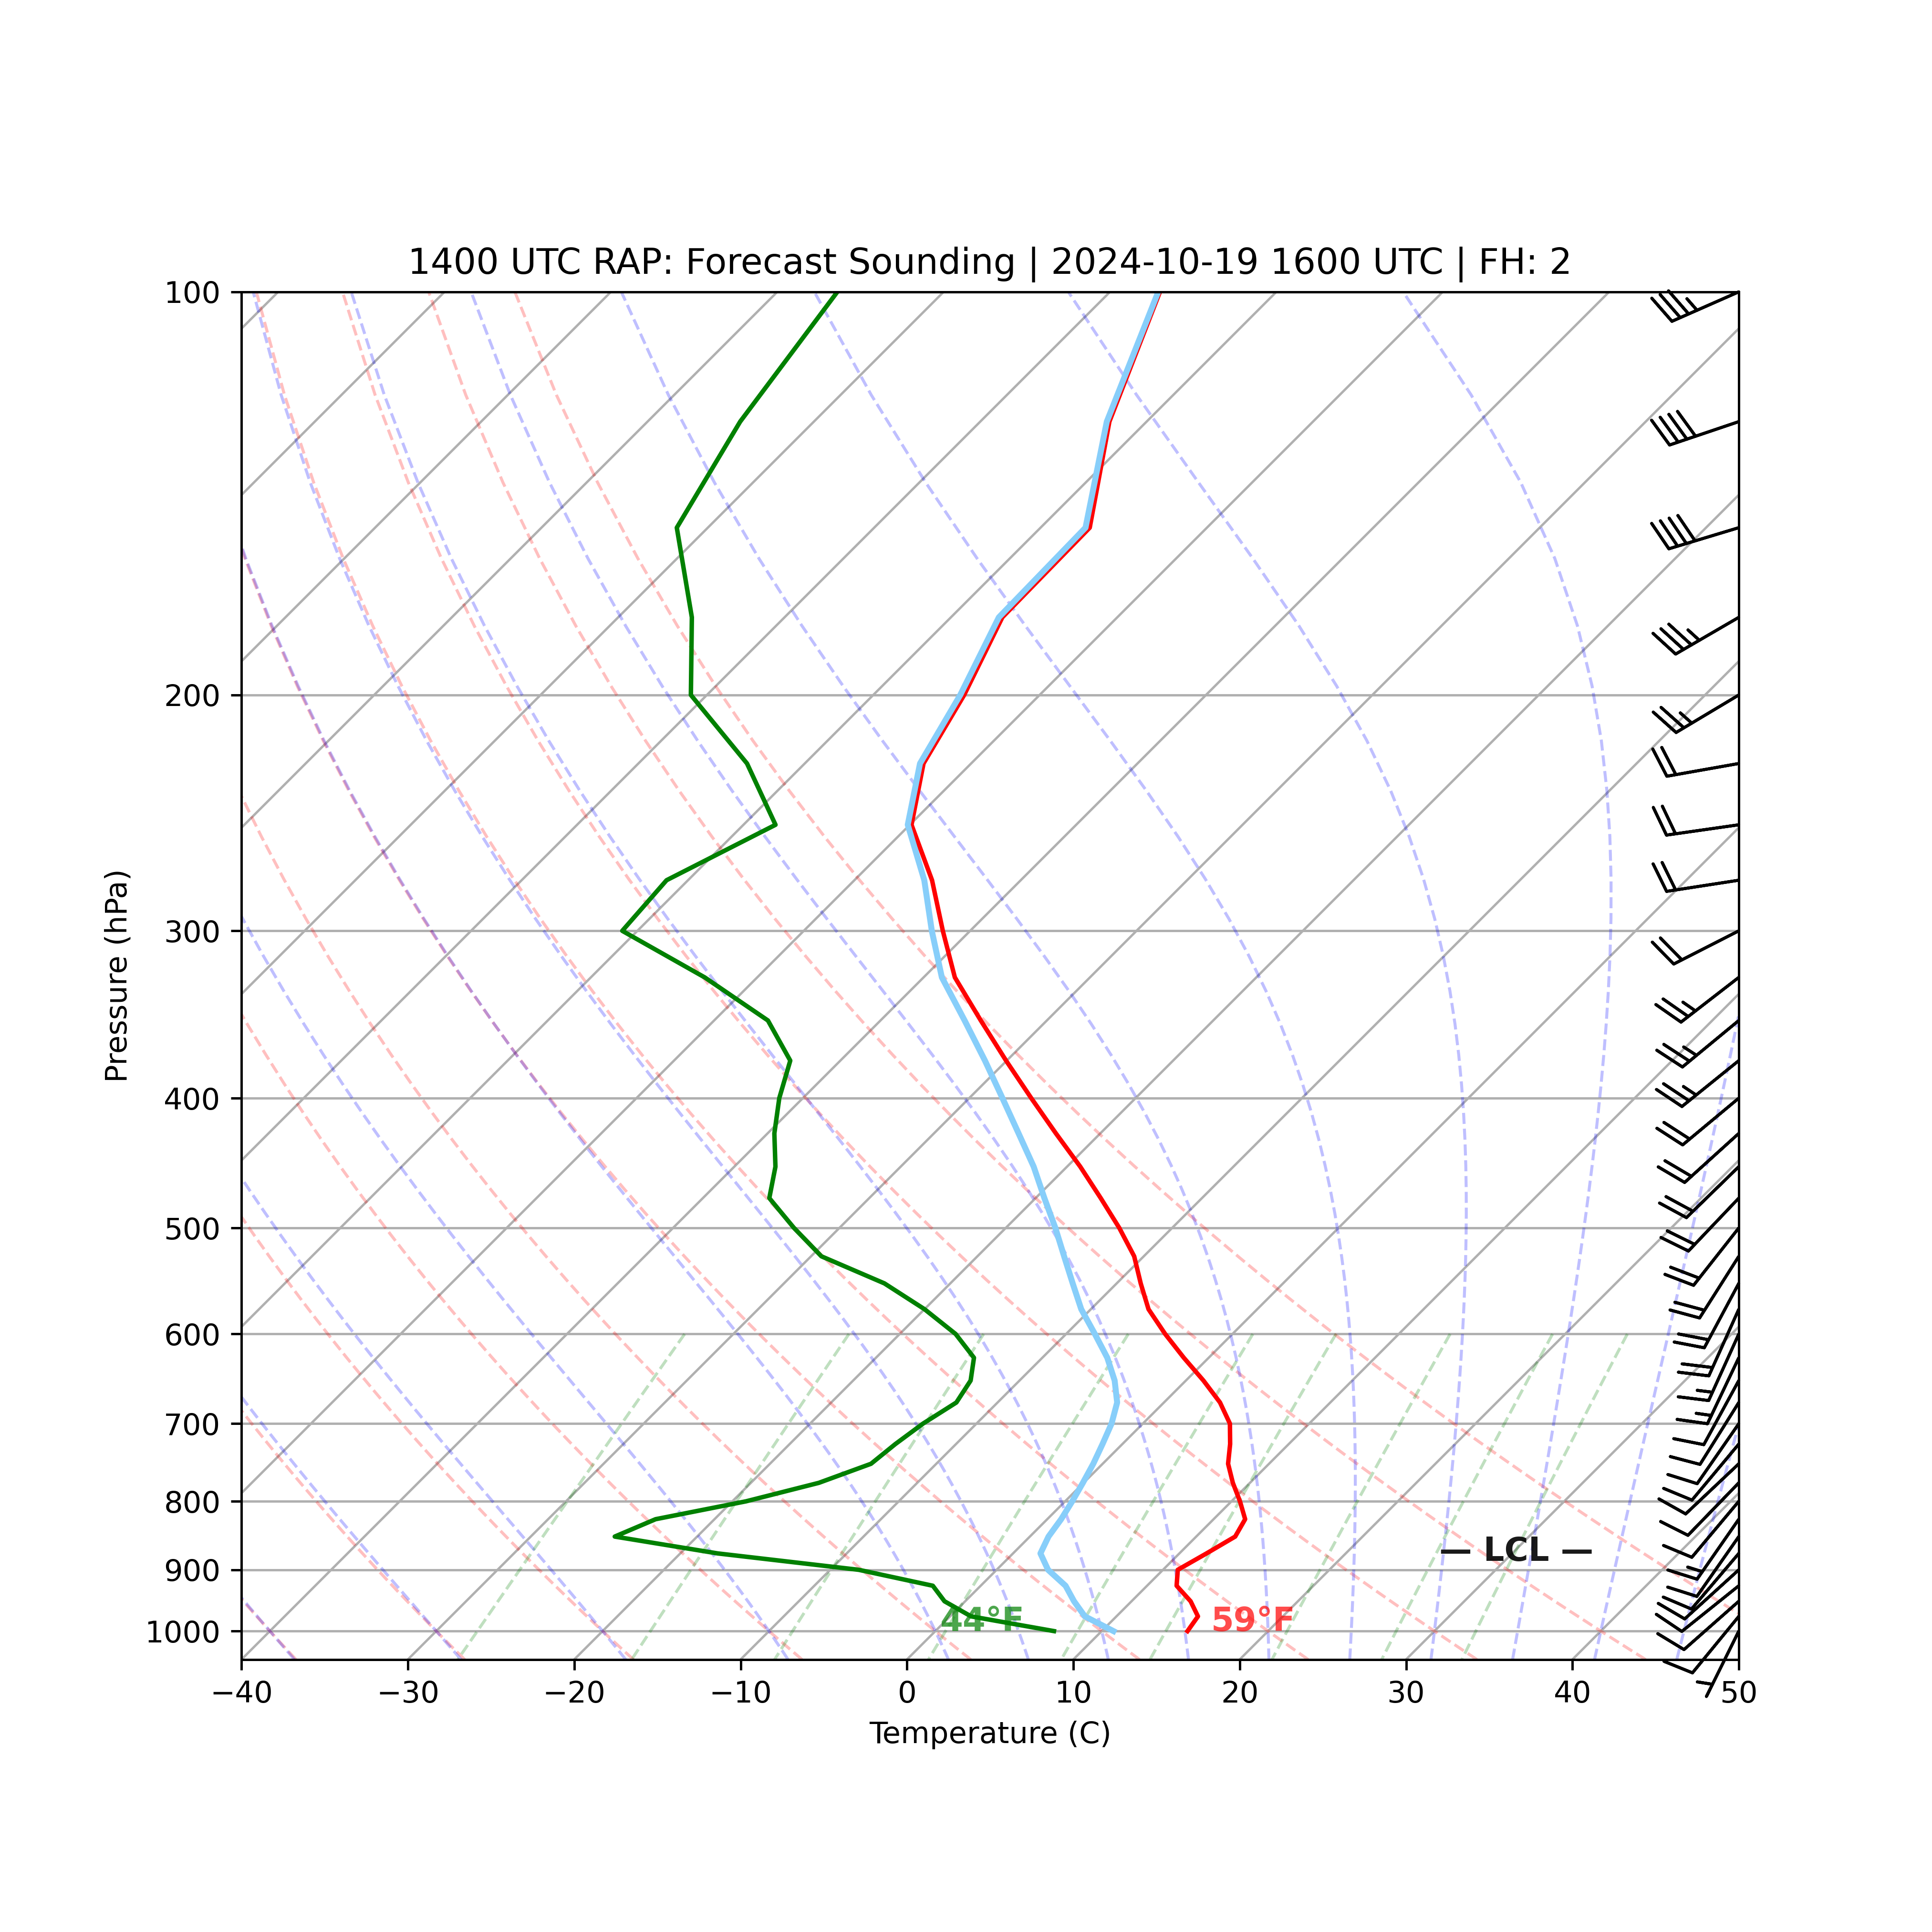 1400 UTC RAP: Forecast Sounding | 2024-10-19 1600 UTC | FH: 2
100
200
300
400
500
600
700
800
900
1000
Pressure (hPa)
— LCL —
44°F
59°F
−40 −30 −20 −10 0 10 20 30 40 50
Temperature (C)